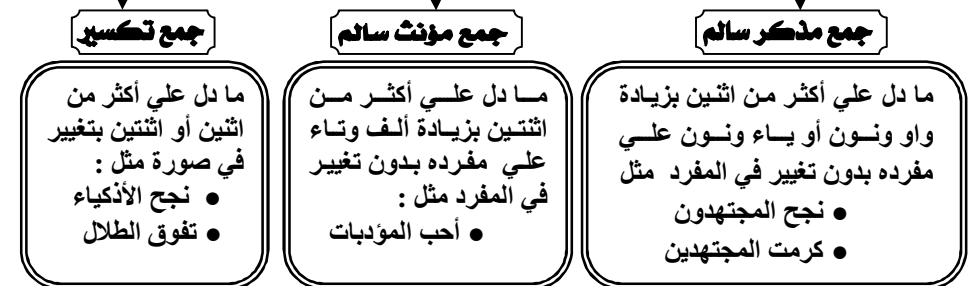 جمع مذكر سالم
ما دل علي أكثر من اثنين بزيادة
واو ونون أو ياء ونون علي
مفرده بدون تغيير في المفرد مثل
● نجح المجتهدون
● كرمت المجتهدين
جمع مؤنث سالم
ما دل علي أكثر من
اثنتين بزيادة ألف وتاء
علي مفرده بدون تغيير
في المفرد مثل :
● أحب المؤدبات
جمع تكسير
ما دل علي أكثر من
اثنين أو اثنتين بتغيير
في صورة مثل :
● نجح الأذكياء
● تفوق الطلال